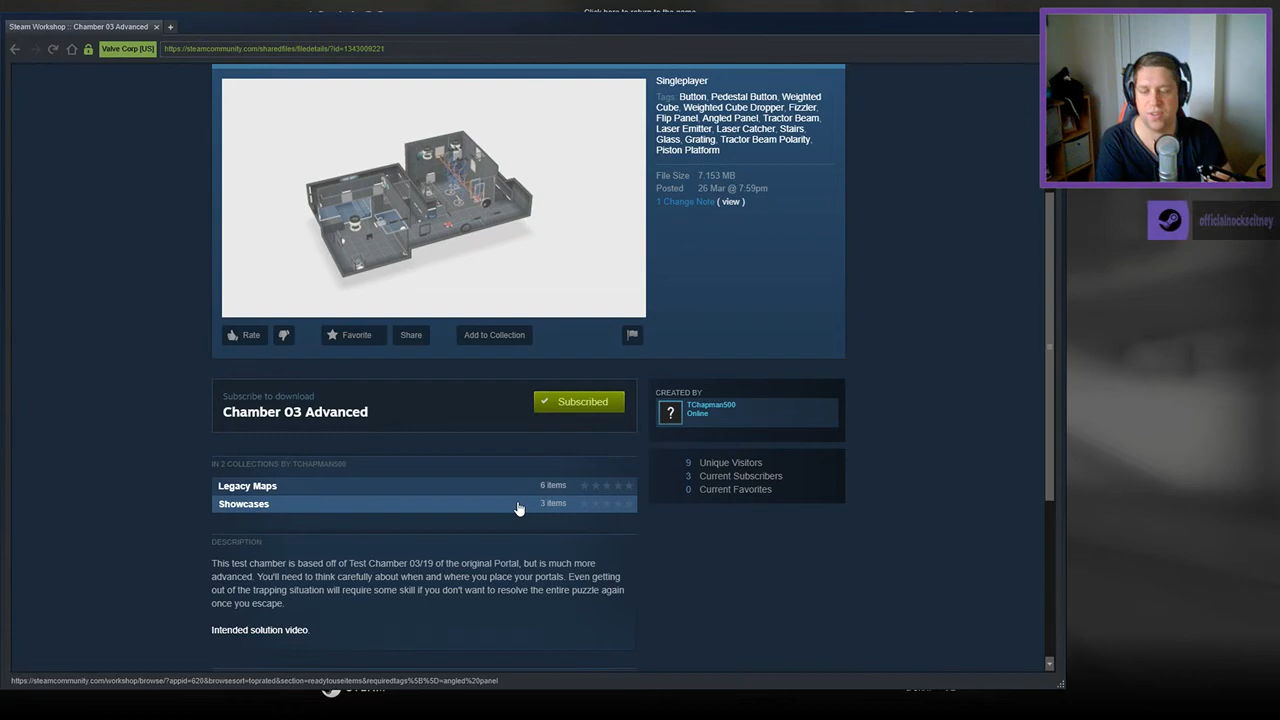 Click here to return to the game
Steam Workshop :: Chamber 03 Advanced
Valve Corp [US]
https://steamcommunity.com/sharedfiles/filedetails/?id=1343009221
Singleplayer
Tags: Button, Pedestal Button, Weighted
Cube, Weighted Cube Dropper, Fizzler,
Flip Panel, Angled Panel, Tractor Beam,
Laser Emitter, Laser Catcher, Stairs,
Glass, Grating, Tractor Beam Polarity,
Piston Platform
File Size 7.153 MB
Posted 26 Mar @ 7:59pm
1 Change Note ( view )
officialnockscitney
Rate
Favorite
Share
Add to Collection
Subscribe to download
Chamber 03 Advanced
Subscribed
CREATED BY
?
TChapman500
Online
9 Unique Visitors
3 Current Subscribers
0 Current Favorites
IN 2 COLLECTIONS BY TCHAPMAN500
Legacy Maps 6 items
Showcases 3 items
DESCRIPTION
This test chamber is based off of Test Chamber 03/19 of the original Portal, but is much more
advanced. You'll need to think carefully about when and where you place your portals. Even getting
out of the trapping situation will require some skill if you don't want to resolve the entire puzzle again
once you escape.
Intended solution video.
https://steamcommunity.com/workshop/browse/?appid=620&browsesort=toprated&section=readytouseitems&requiredtags%5B%5D=angled%20panel